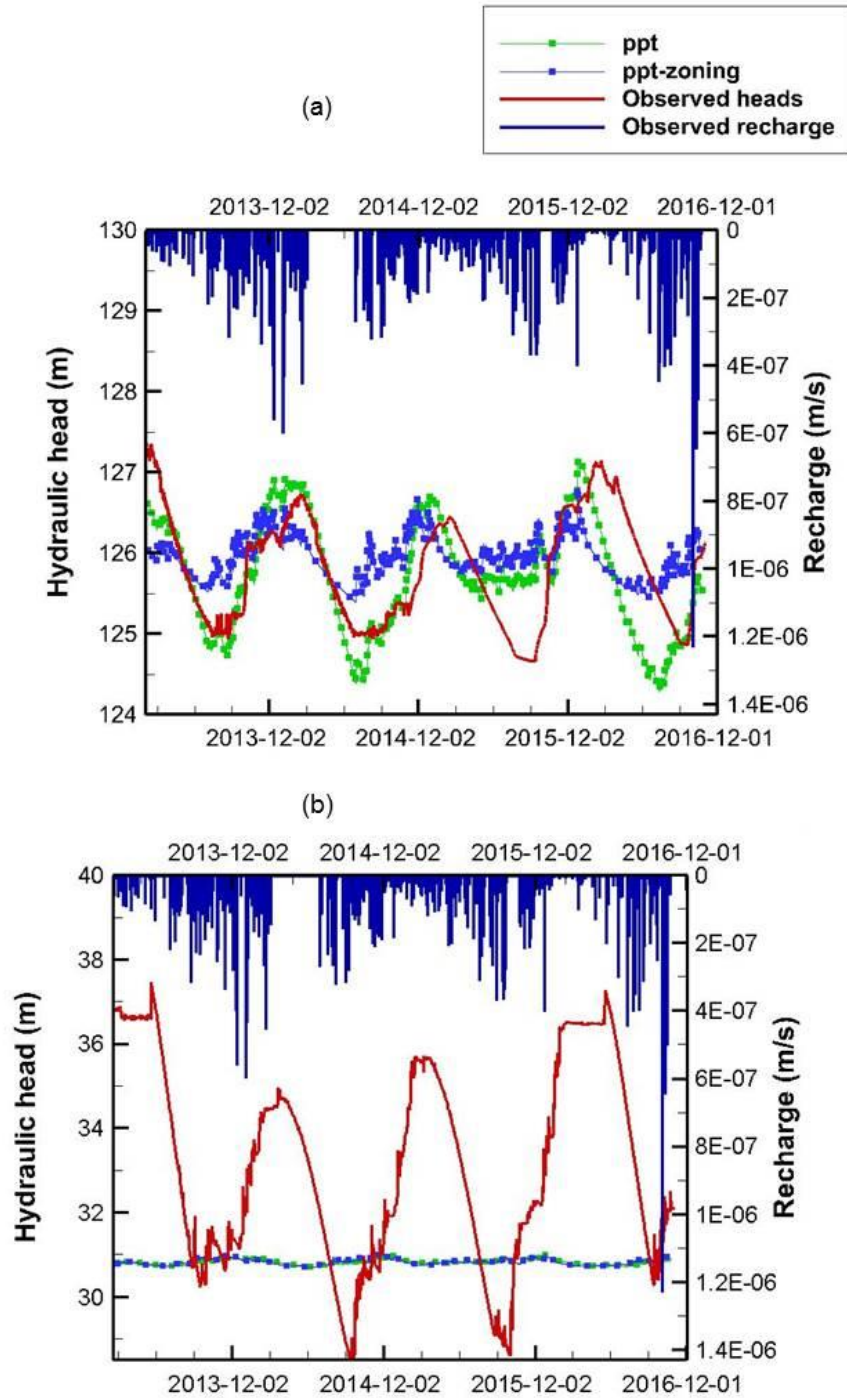 ppt
ppt-zoning
Observed heads
Observed recharge
(a)
2013-12-02 2014-12-02 2015-12-02 2016-12-01
130
129
128
127
126
125
124
Hydraulic head (m)
0
2E-07
4E-07
6E-07
8E-07
1E-06
1.2E-06
1.4E-06
Recharge (m/s)
2013-12-02 2014-12-02 2015-12-02 2016-12-01
(b)
2013-12-02 2014-12-02 2015-12-02 2016-12-01
40
38
36
34
32
30
Hydraulic head (m)
0
2E-07
4E-07
6E-07
8E-07
1E-06
1.2E-06
1.4E-06
Recharge (m/s)
2013-12-02 2014-12-02 2015-12-02 2016-12-01